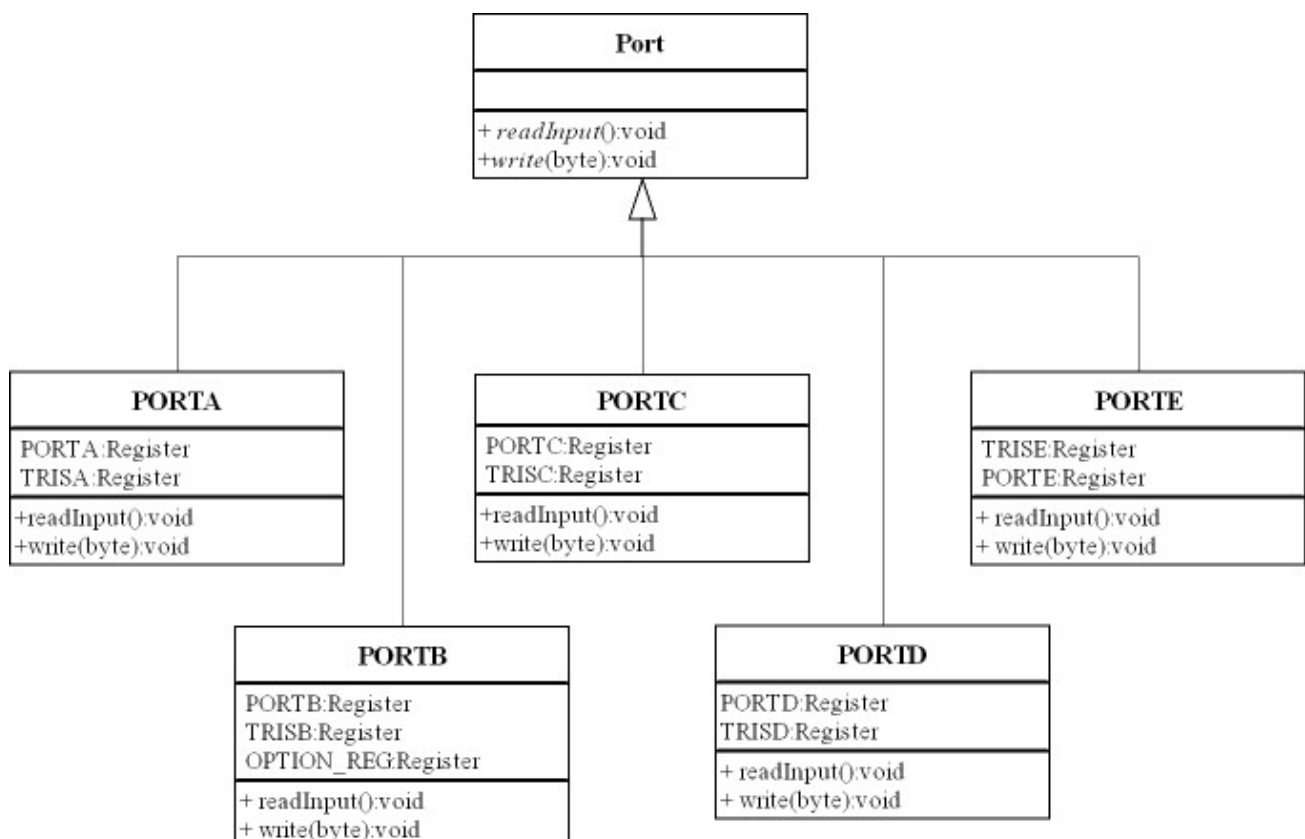 Port
+ readInput():void
+write(byte):void
PORTA
PORTA:Register
TRISA:Register
+readInput():void
+write(byte):void
PORTC
PORTC:Register
TRISC:Register
+readInput():void
+write(byte):void
PORTE
TRISE:Register
PORTE:Register
+ readInput():void
+ write(byte):void
PORTB
PORTB:Register
TRISB:Register
OPTION_REG:Register
+ readInput():void
+ write(byte):void
PORTD
PORTD:Register
TRISD:Register
+ readInput():void
+ write(byte):void